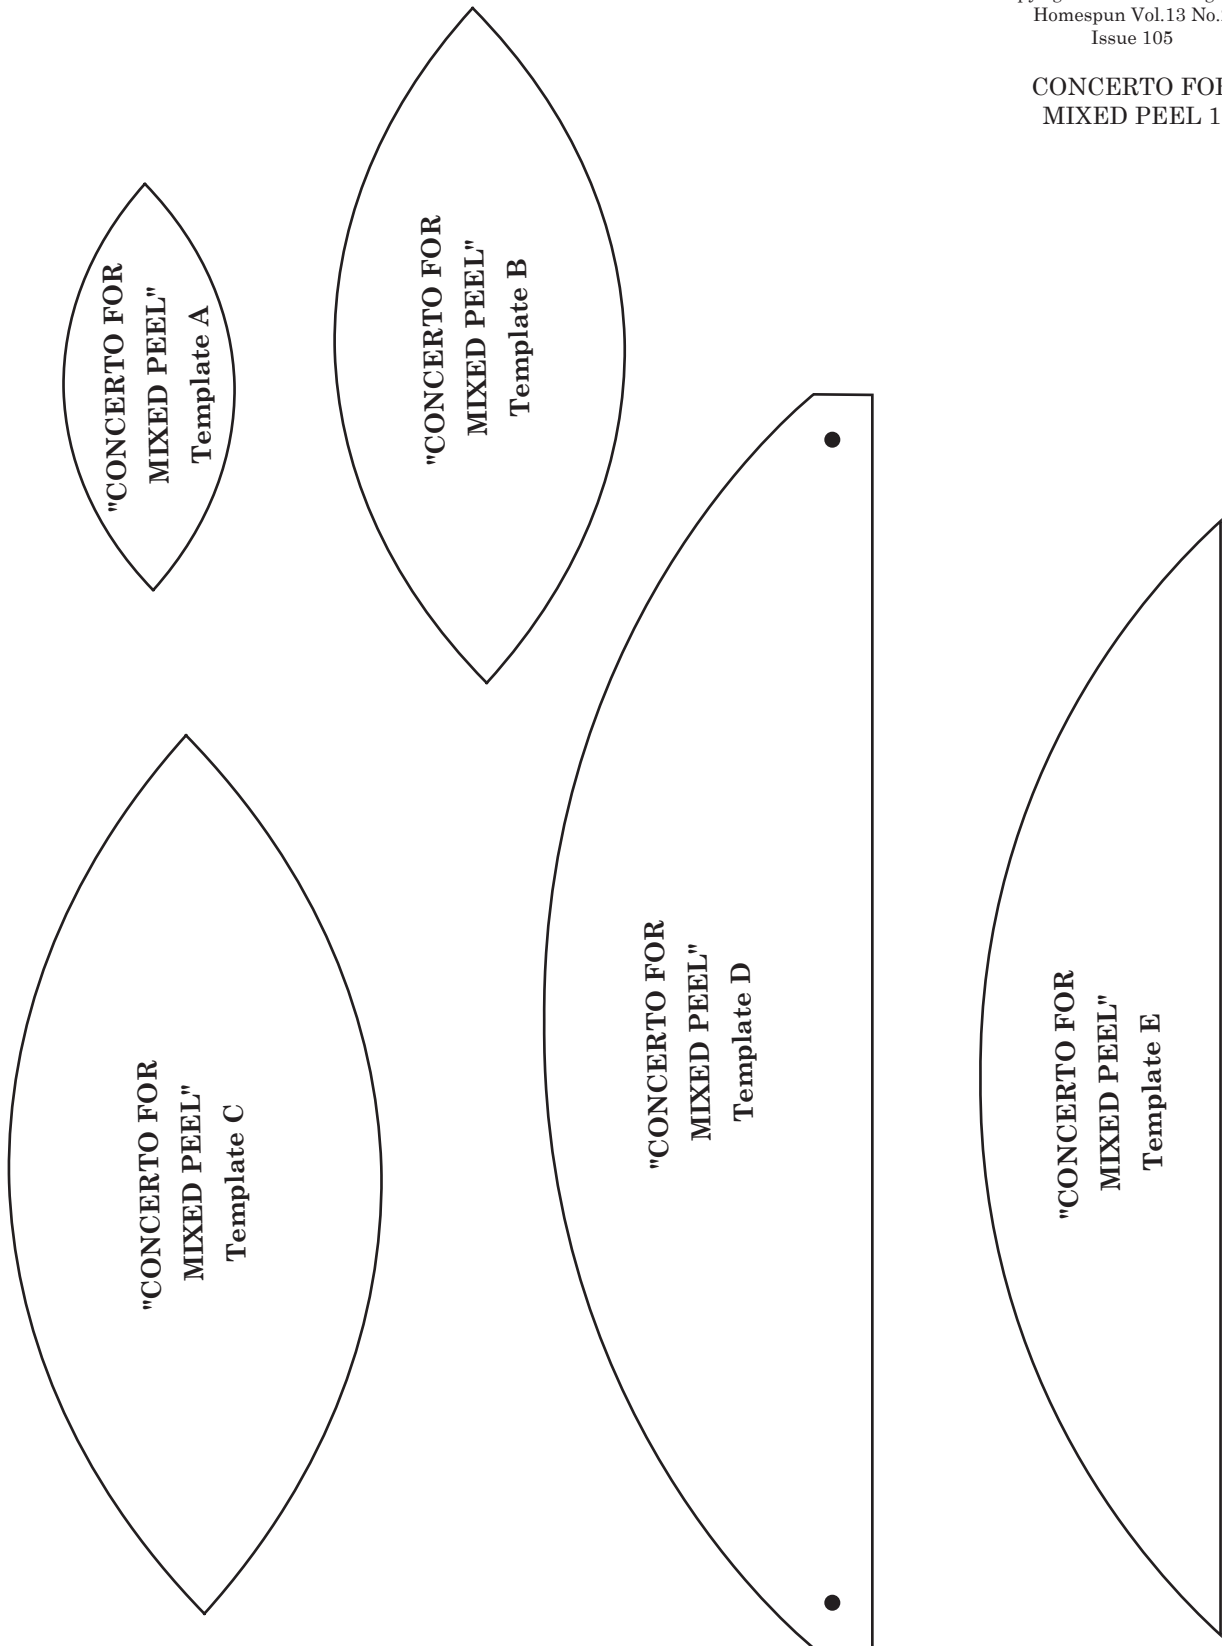 Homespun Vol.13 No.
Issue 105
CONCERTO FOR
MIXED PEEL 1
"CONCERTO FOR
MIXED PEEL"
Template A
"CONCERTO FOR
MIXED PEEL"
Template B
"CONCERTO FOR
MIXED PEEL"
Template C
"CONCERTO FOR
MIXED PEEL"
Template D
"CONCERTO FOR
MIXED PEEL"
Template E